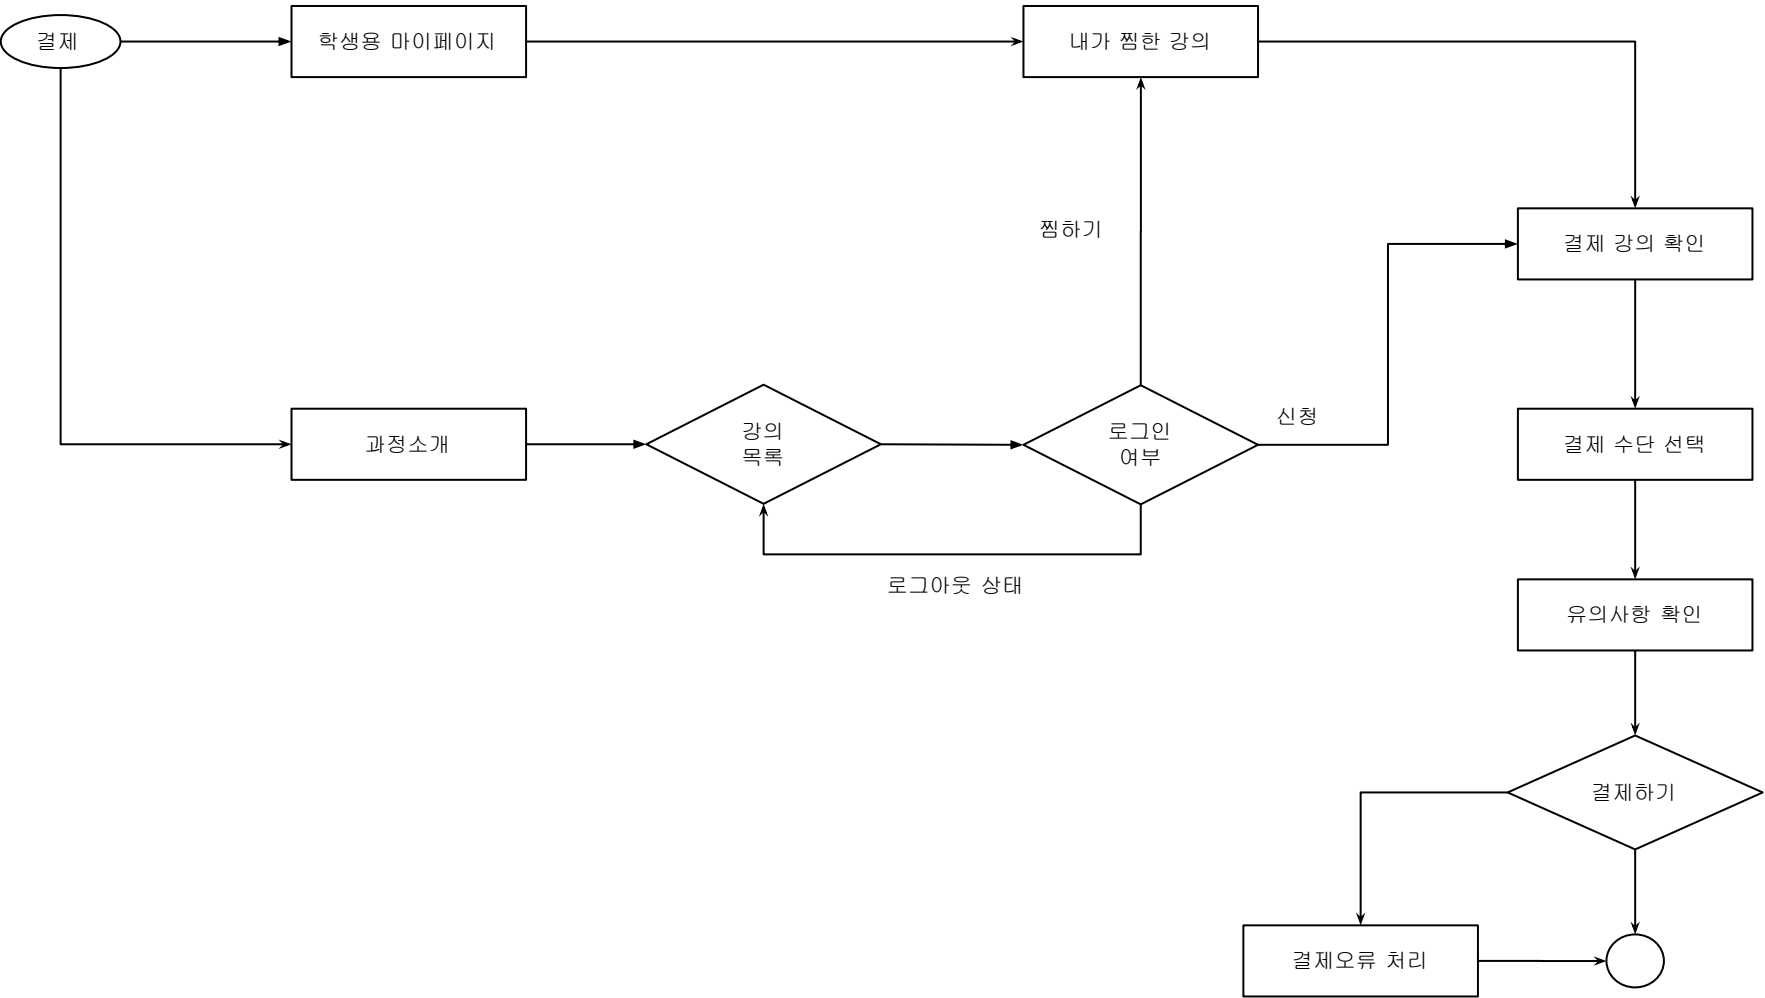 결제
학생용 마이페이지
내가 찜한 강의
찜하기
결제 강의 확인
신청
과정소개
강의
목록
로그인
여부
결제 수단 선택
로그아웃 상태
유의사항 확인
결제하기
결제오류 처리